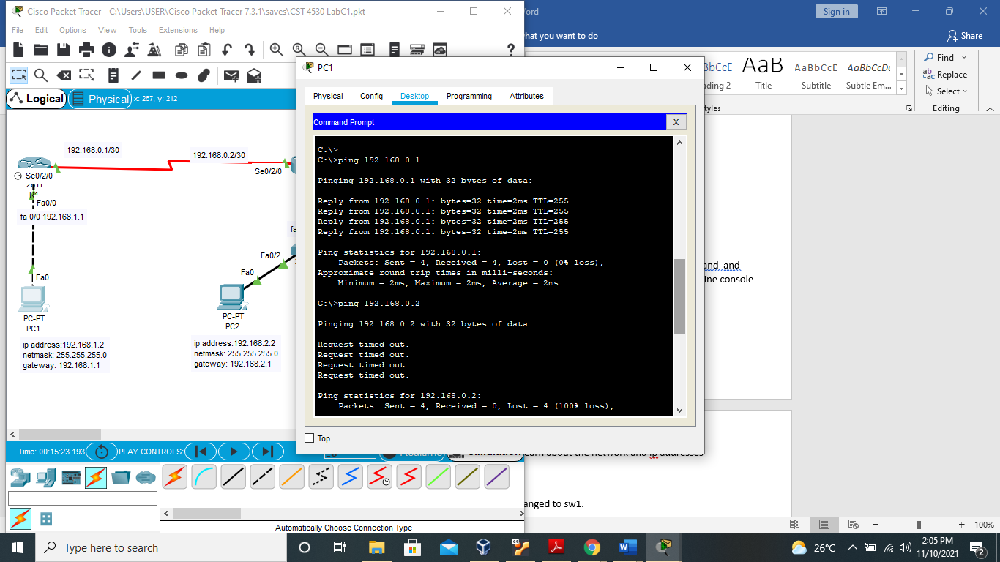 Cisco Packet Tracer - C:\Users\USER\Cisco Packet Tracer 7.3.1\saves\CST 4530 LabC1.pkt
Word
Sign in
File Edit Options View Tools Extensions Help
what you want to do
Share
PC1
Physical Config Desktop Programming Attributes
Logical
Physical
x: 267, y: 212
Command Prompt
X
C:\>
C:\>ping 192.168.0.1
Pinging 192.168.0.1 with 32 bytes of data:
Reply from 192.168.0.1: bytes=32 time=2ms TTL=255
Reply from 192.168.0.1: bytes=32 time=2ms TTL=255
Reply from 192.168.0.1: bytes=32 time=2ms TTL=255
Reply from 192.168.0.1: bytes=32 time=2ms TTL=255
Ping statistics for 192.168.0.1:
Packets: Sent = 4, Received = 4, Lost = 0 (0% loss),
Approximate round trip times in milli-seconds:
Minimum = 2ms, Maximum = 2ms, Average = 2ms
C:\>ping 192.168.0.2
Pinging 192.168.0.2 with 32 bytes of data:
Request timed out.
Request timed out.
Request timed out.
Request timed out.
Ping statistics for 192.168.0.2:
Packets: Sent = 4, Received = 0, Lost = 4 (100% loss),
Top
192.168.0.1/30
192.168.0.2/30
Se0/2/0
Se0/2/0
Fa0/0
fa 0/0 192.168.1.1
fa
Fa0/2
Fa0
Fa0
PC-PT
PC1
PC-PT
PC2
ip address:192.168.1.2
netmask: 255.255.255.0
gateway: 192.168.1.1
ip address:192.168.2.2
netmask: 255.255.255.0
gateway: 192.168.2.1
Time: 00:15:23.193
PLAY CONTROLS:
Realtime
Simulation
Automatically Choose Connection Type
AaB AaBbCcD AaBbCcDc
ading 2 Title Subtitle Subtle Em...
tyles
Find
Replace
Select
Editing
and and
ine console
earn about the network and ip addresses
anged to sw1.
100%
Type here to search
26°C
2:05 PM
11/10/2021
2